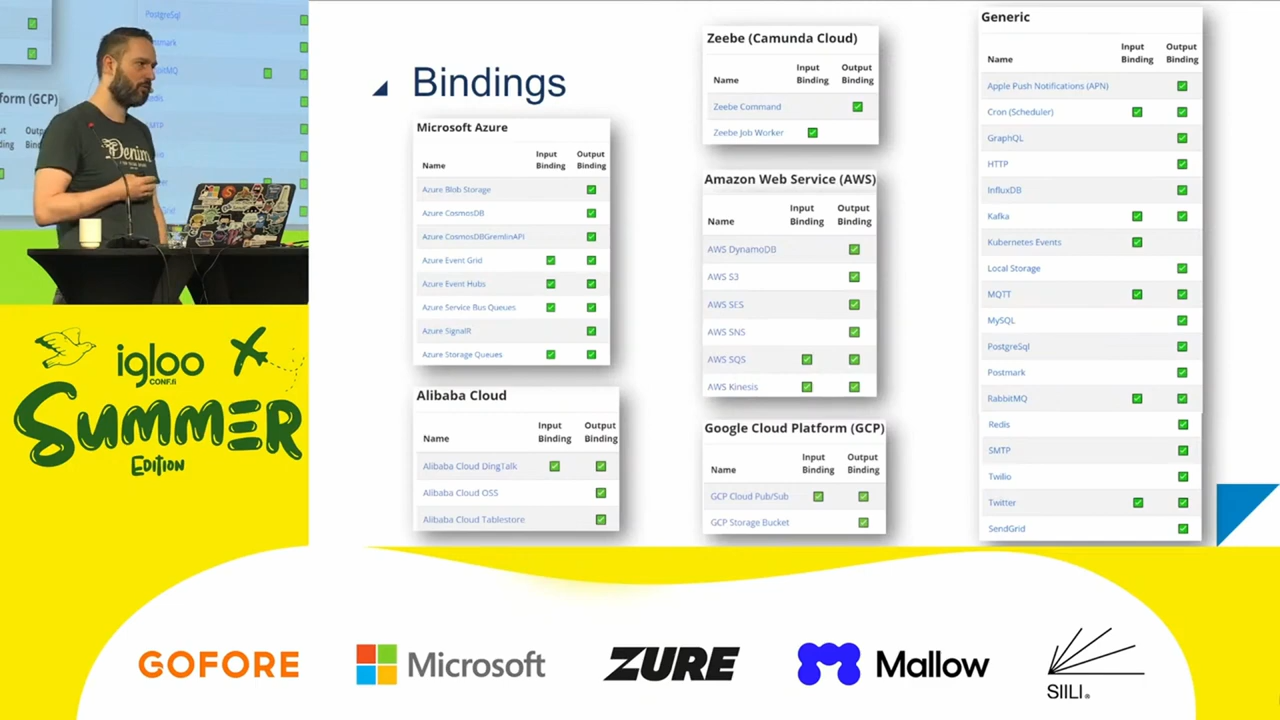 Bindings
Microsoft Azure
Name Input Binding Output Binding
Azure Blob Storage
Azure CosmosDB
Azure CosmosDBGremlinAPI
Azure Event Grid
Azure Event Hubs
Azure Service Bus Queues
Azure SignalR
Azure Storage Queues
Alibaba Cloud
Name Input Binding Output Binding
Alibaba Cloud DingTalk
Alibaba Cloud OSS
Alibaba Cloud Tablestore
Zeebe (Camunda Cloud)
Name Input Binding Output Binding
Zeebe Command
Zeebe Job Worker
Amazon Web Service (AWS)
Name Input Binding Output Binding
AWS DynamoDB
AWS S3
AWS SES
AWS SNS
AWS SQS
AWS Kinesis
Google Cloud Platform (GCP)
Name Input Binding Output Binding
GCP Cloud Pub/Sub
GCP Storage Bucket
Generic
Name Input Binding Output Binding
Apple Push Notifications (APN)
Cron (Scheduler)
GraphQL
HTTP
InfluxDB
Kafka
Kubernetes Events
Local Storage
MQTT
MySQL
PostgreSql
Postmark
RabbitMQ
Redis
SMTP
Twilio
Twitter
SendGrid
PostgreSql
form (GCP)
Denim
igloo
CONF.fi
SUMMER
EDITION
GOFORE
Microsoft
ZURE
Mallow
SIILI